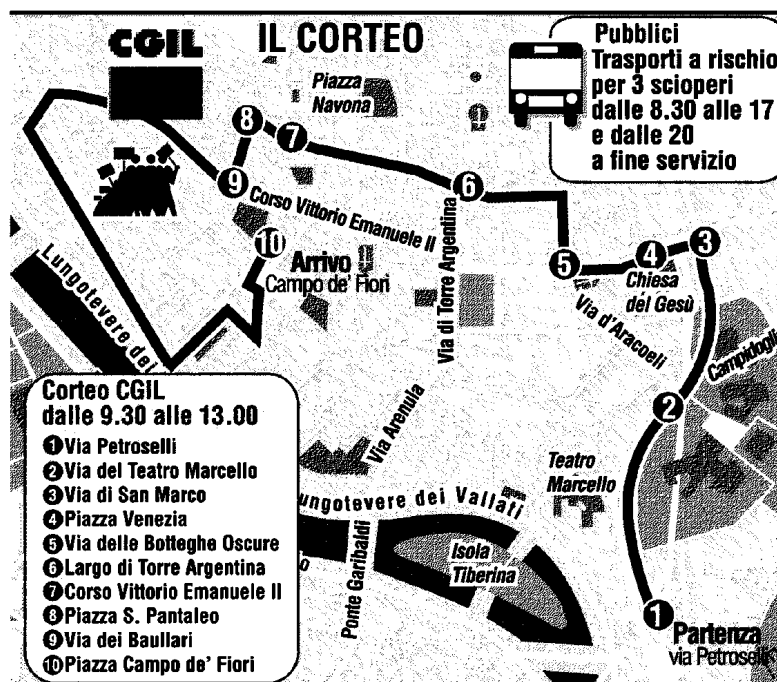 CGIL
IL CORTEO
Pubblici
Trasporti a rischio
per 3 scioperi
dalle 8.30 alle 17
e dalle 20
a fine servizio
Piazza
Navona
8
7
9
6
Corso Vittorio Emanuele II
10
Arrivo
Campo de' Fiori
Via di Torre Argentina
5
4
3
Chiesa
del Gesù
Via d'Aracoeli
Campidogli
2
Lungotevere dei
Via Arenula
Teatro
Marcello
ungotevere dei Vallati
Ponte Garibaldi
Isola
Tiberina
1
Partenza
via Petroselli
Corteo CGIL
dalle 9.30 alle 13.00
1 Via Petroselli
2 Via del Teatro Marcello
3 Via di San Marco
4 Piazza Venezia
5 Via delle Botteghe Oscure
6 Largo di Torre Argentina
7 Corso Vittorio Emanuele II
8 Piazza S. Pantaleo
9 Via dei Baullari
10 Piazza Campo de' Fiori